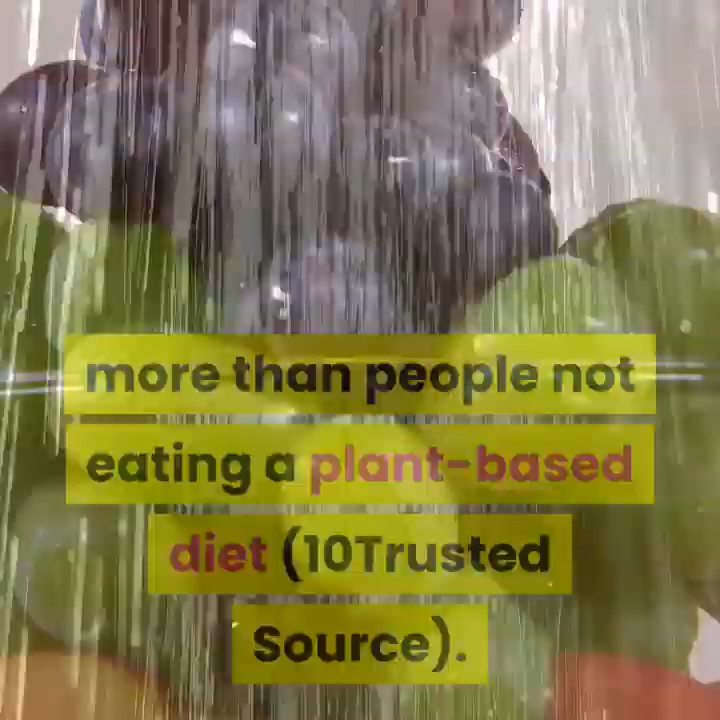 more than people not
eating a plant-based
diet (10Trusted
Source).